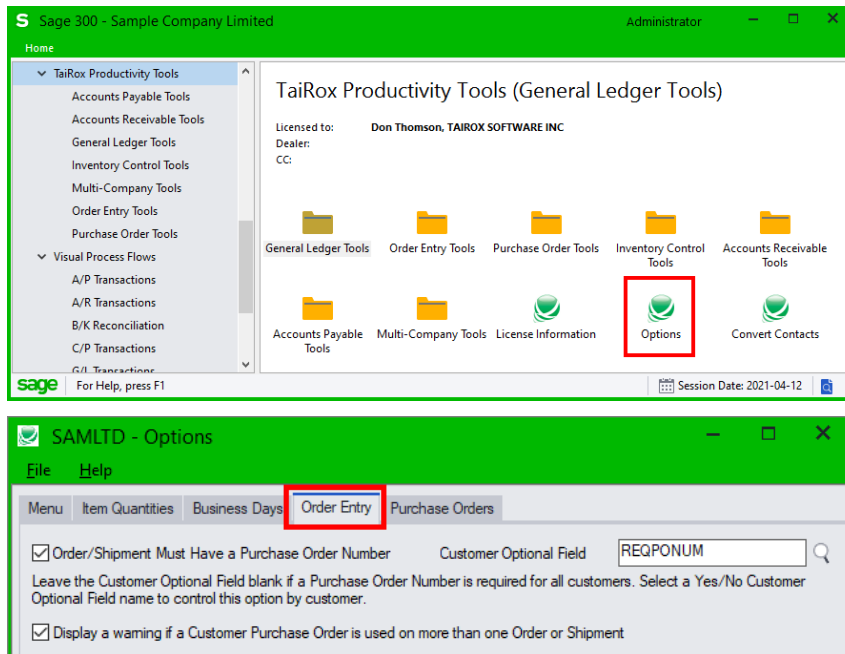 S Sage 300 - Sample Company Limited
Administrator
Home
TaiRox Productivity Tools
Accounts Payable Tools
Accounts Receivable Tools
General Ledger Tools
Inventory Control Tools
Multi-Company Tools
Order Entry Tools
Purchase Order Tools
Visual Process Flows
A/P Transactions
A/R Transactions
B/K Reconciliation
C/P Transactions
G/L Transactions
TaiRox Productivity Tools (General Ledger Tools)
Licensed to: Don Thomson, TAIROX SOFTWARE INC
Dealer:
CC:
General Ledger Tools
Order Entry Tools
Purchase Order Tools
Inventory Control
Tools
Accounts Receivable
Tools
Accounts Payable
Tools
Multi-Company Tools
License Information
Options
Convert Contacts
sage For Help, press F1
Session Date: 2021-04-12
SAMLTD - Options
File Help
Menu Item Quantities Business Days Order Entry Purchase Orders
Order/Shipment Must Have a Purchase Order Number Customer Optional Field REQPONUM
Leave the Customer Optional Field blank if a Purchase Order Number is required for all customers. Select a Yes/No Customer
Optional Field name to control this option by customer.
Display a warning if a Customer Purchase Order is used on more than one Order or Shipment